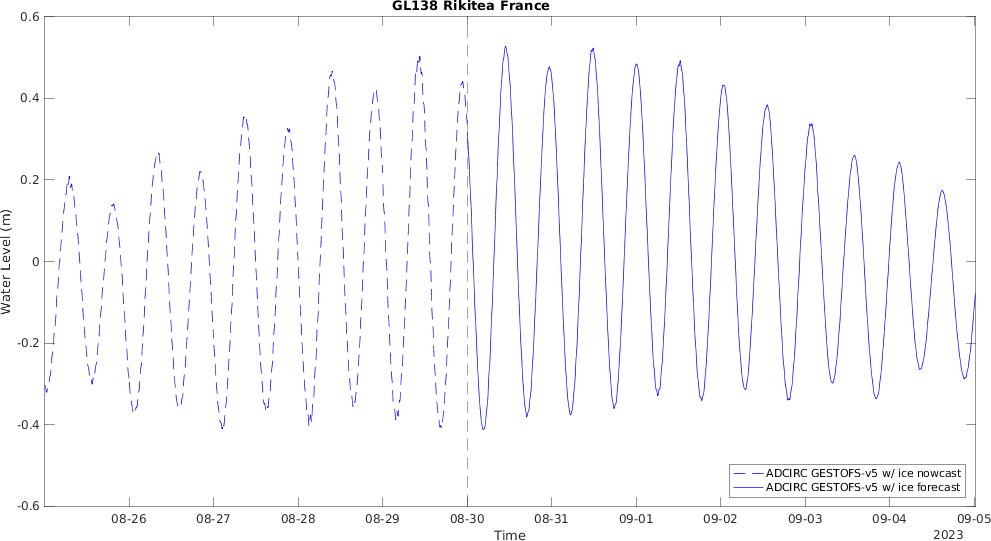 GL138 Rikitea France
0.6
0.4
0.2
0
-0.2
-0.4
-0.6
Water Level (m)
08-26 08-27 08-28 08-29 08-30 08-31 09-01 09-02 09-03 09-04 09-05
Time
2023
ADCIRC GESTOFS-v5 w/ ice nowcast
ADCIRC GESTOFS-v5 w/ ice forecast